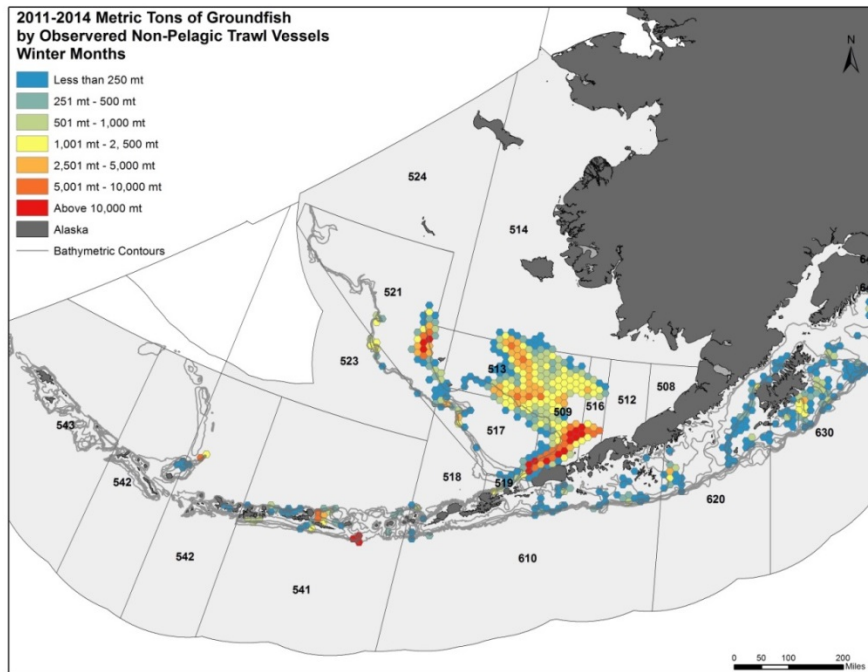 2011-2014 Metric Tons of Groundfish
by Observered Non-Pelagic Trawl Vessels
Winter Months
Less than 250 mt
251 mt - 500 mt
501 mt - 1,000 mt
1,001 mt - 2, 500 mt
2,501 mt - 5,000 mt
5,001 mt - 10,000 mt
Above 10,000 mt
Alaska
Bathymetric Contours
N
524
514
521
523
513
509
516
512
508
517
518
519
543
542
542
541
610
620
630
0 50 100 200
Miles